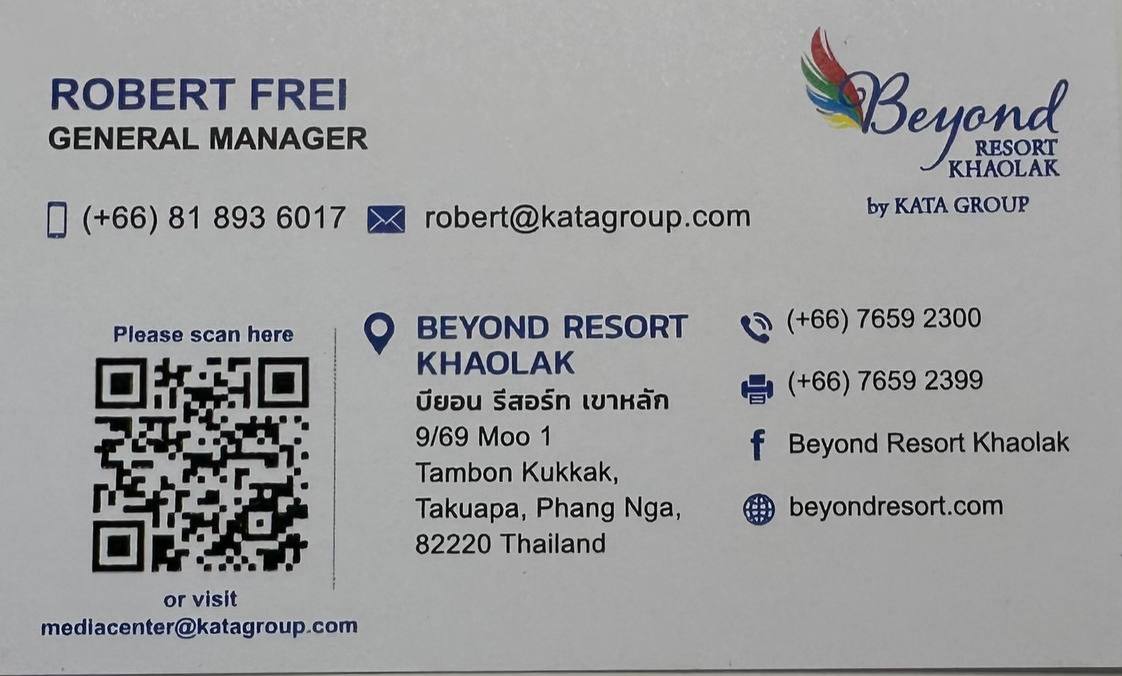 ROBERT FREI
GENERAL MANAGER
Beyond
RESORT
KHAOLAK
by KATA GROUP
(+66) 81 893 6017 robert@katagroup.com
Please scan here
or visit
mediacenter@katagroup.com
BEYOND RESORT
KHAOLAK
บียอน รีสอร์ท เขาหลัก
9/69 Moo 1
Tambon Kukkak,
Takuapa, Phang Nga,
82220 Thailand
(+66) 7659 2300
(+66) 7659 2399
f Beyond Resort Khaolak
beyondresort.com